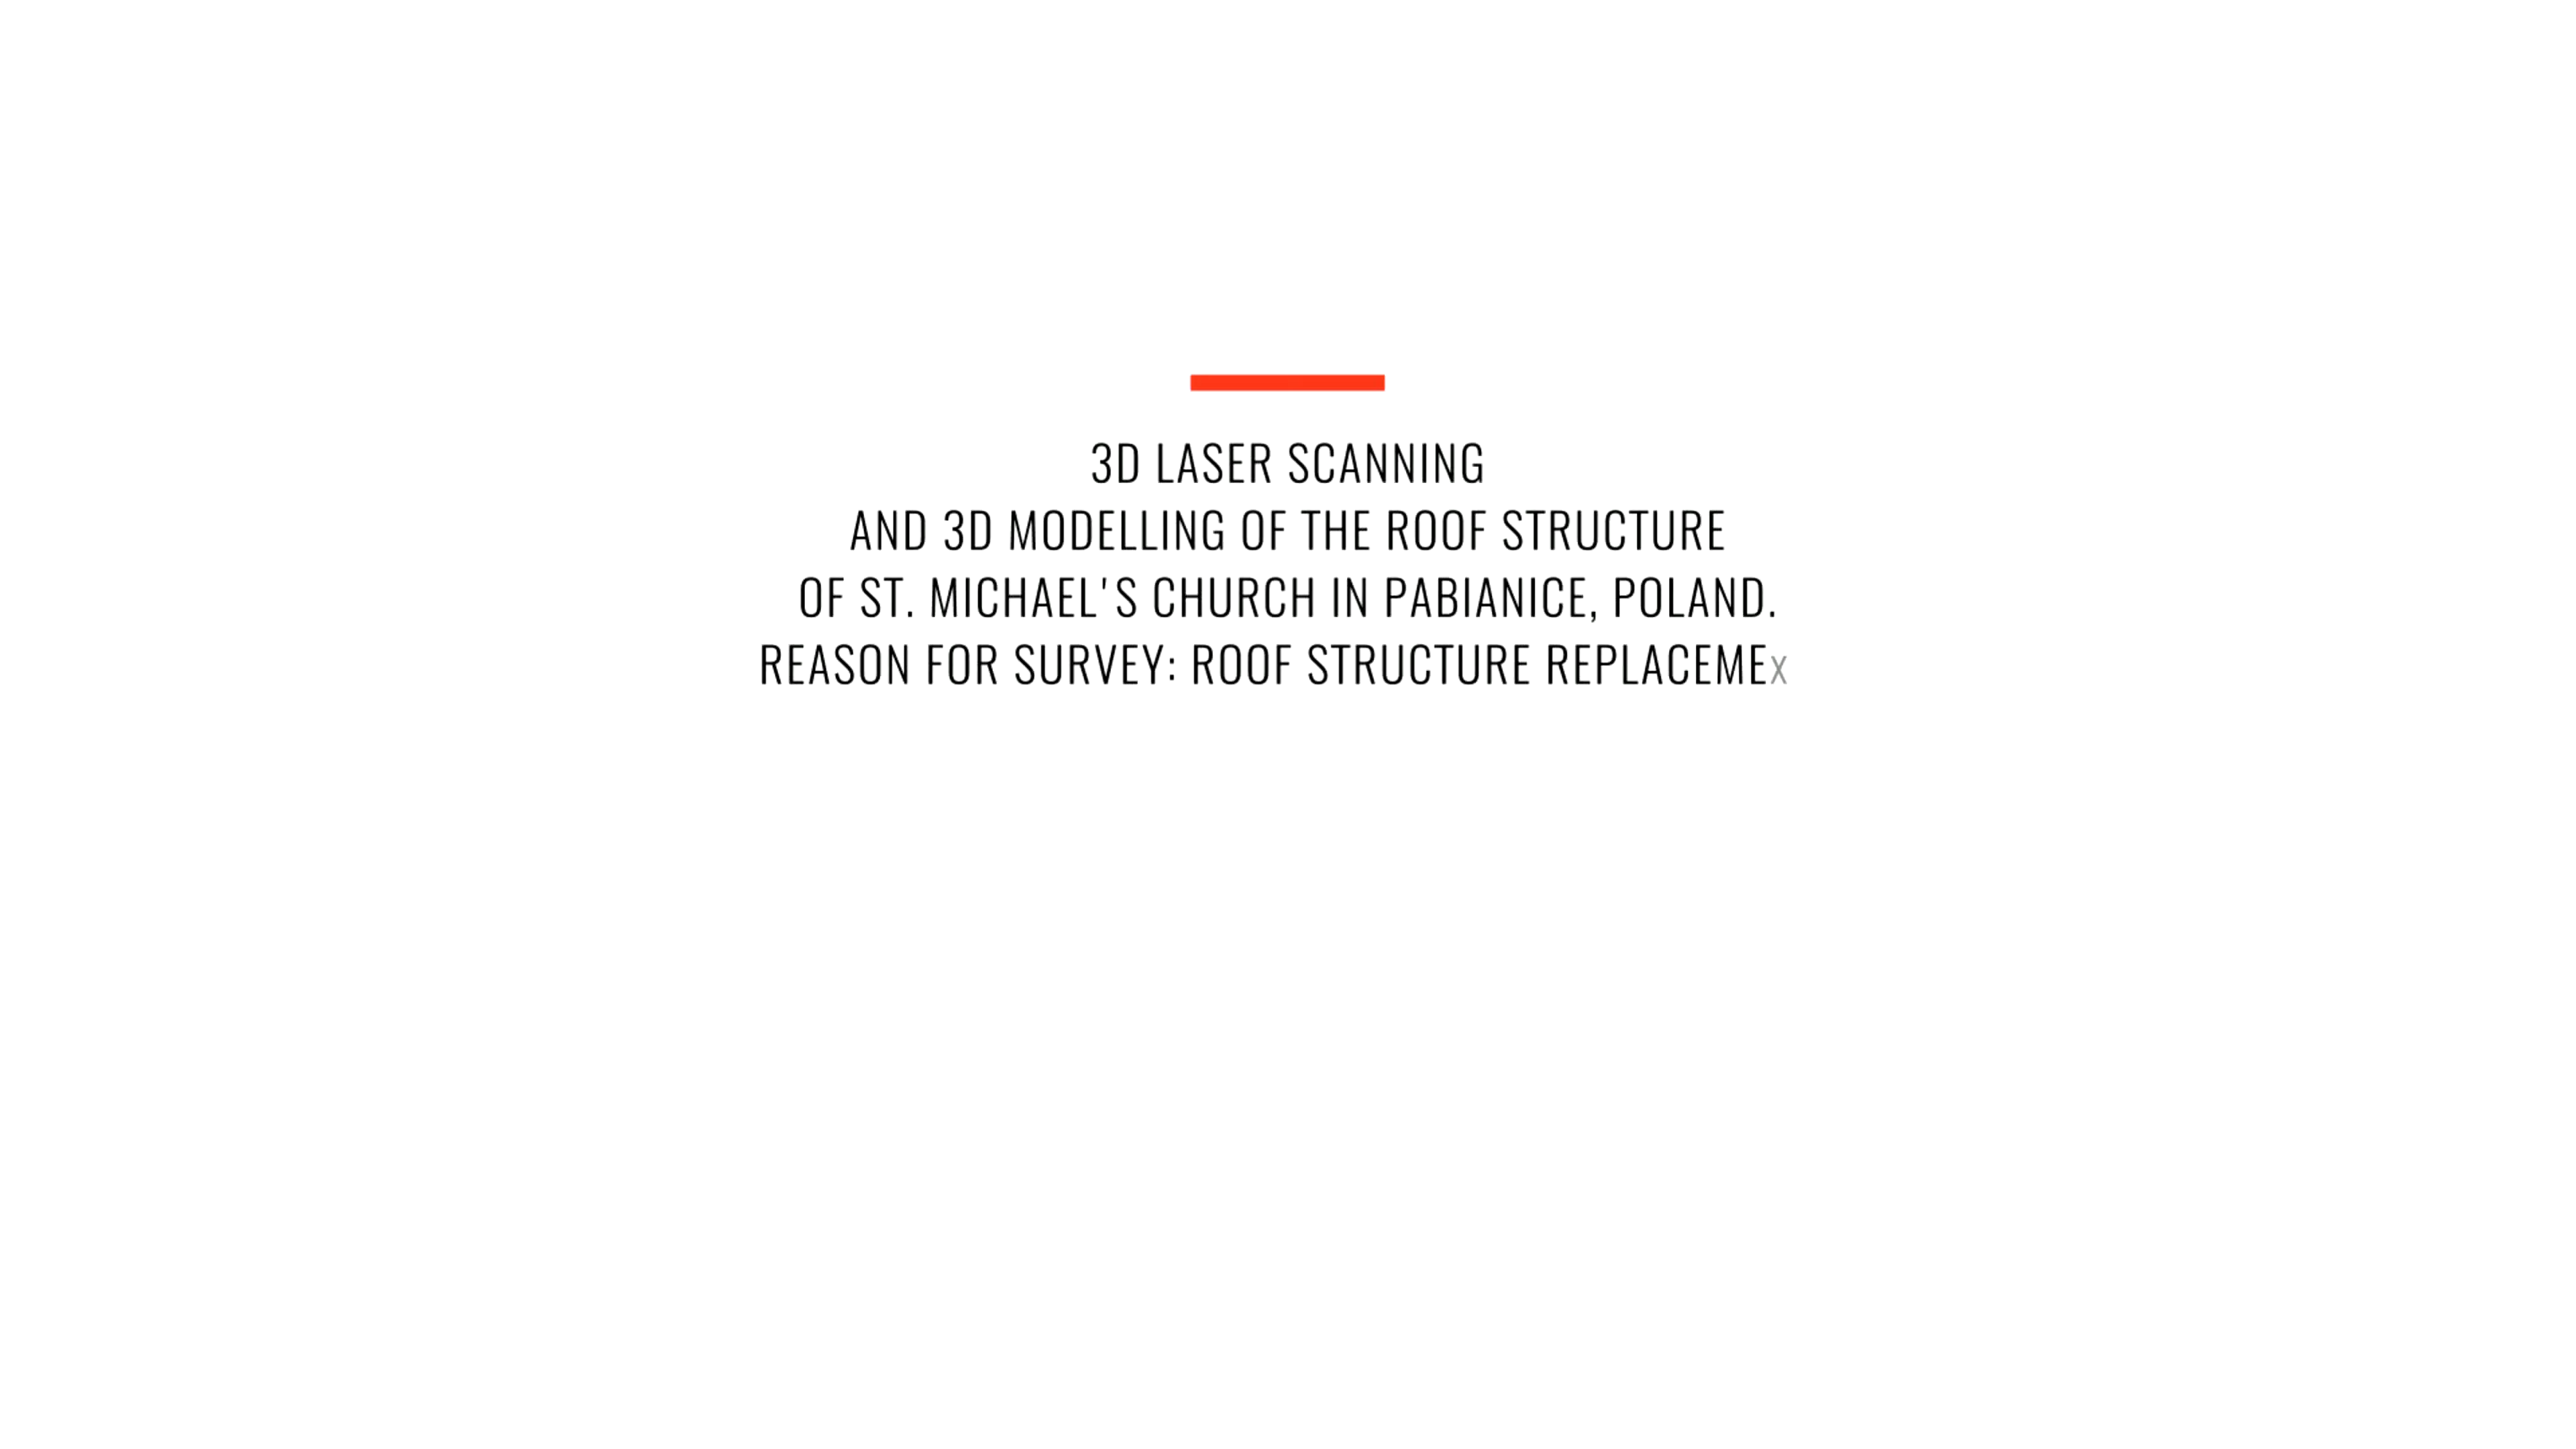 3D LASER SCANNING
AND 3D MODELLING OF THE ROOF STRUCTURE
OF ST. MICHAEL'S CHURCH IN PABIANICE, POLAND.
REASON FOR SURVEY: ROOF STRUCTURE REPLACEMEX